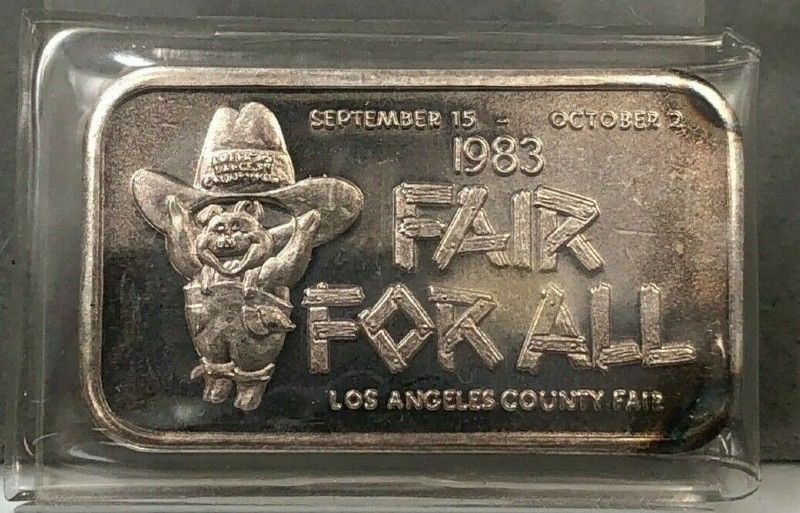 SEPTEMBER 15 - OCTOBER 2
1983
FAIR
FOR ALL
LOS ANGELES COUNTY FAIR